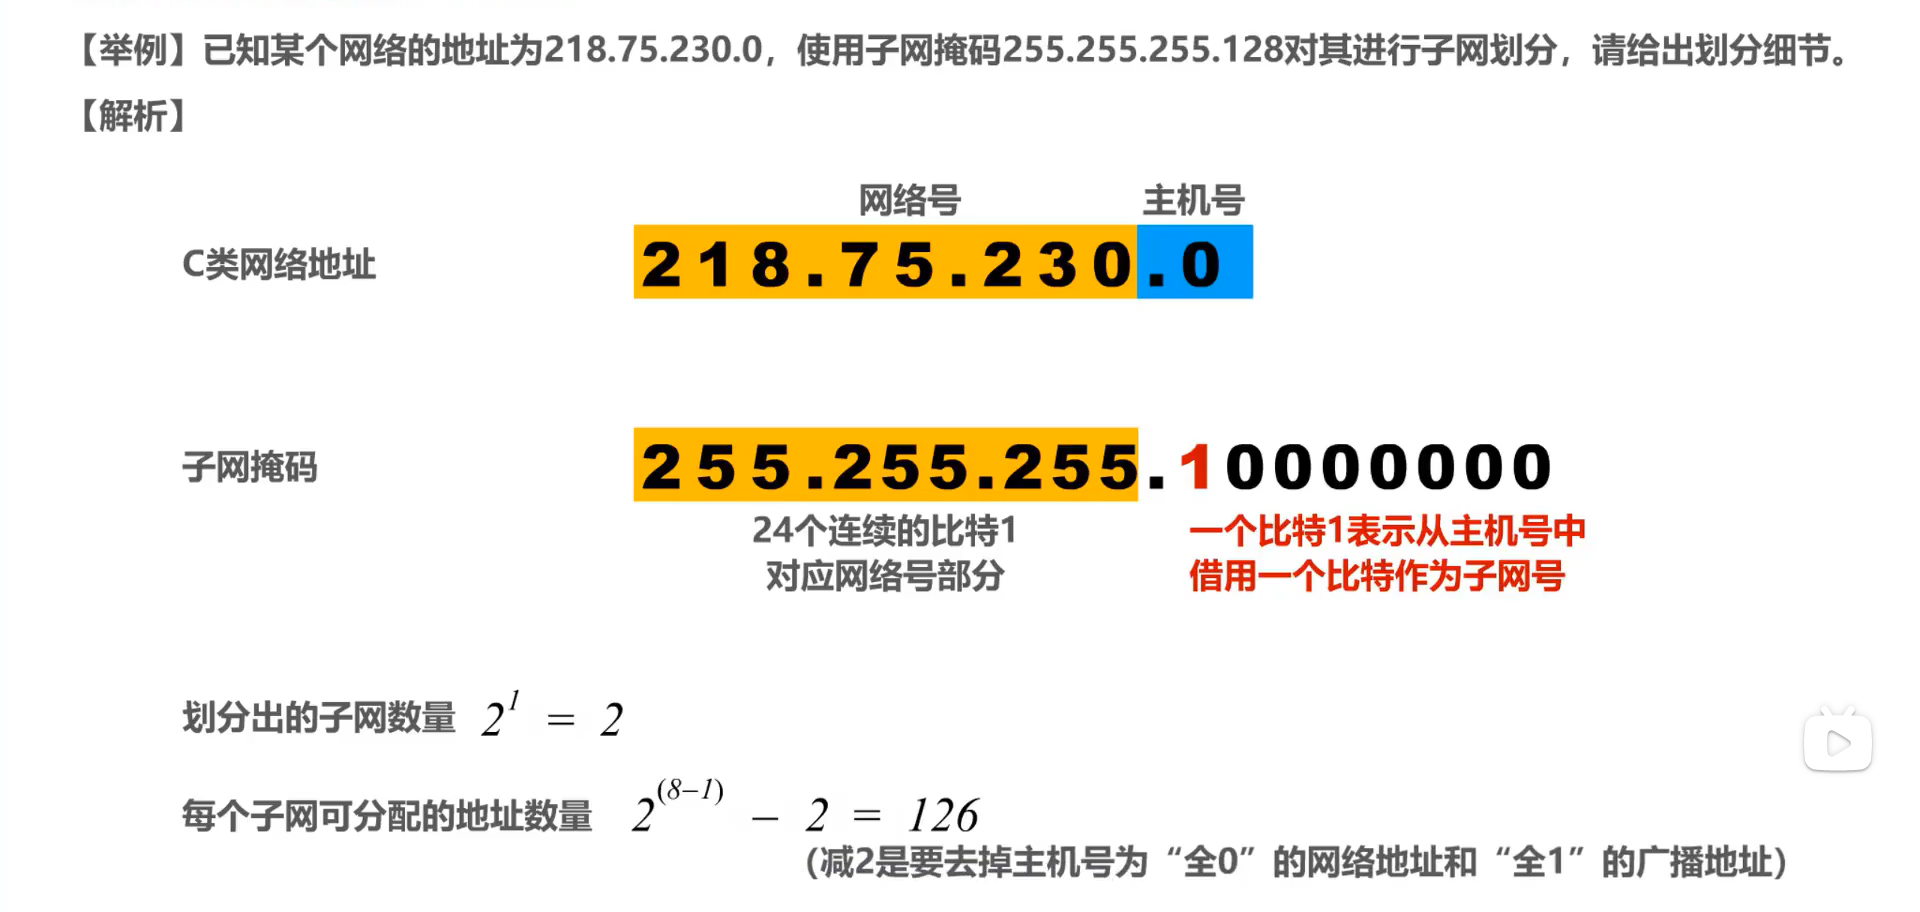 【举例】已知某个网络的地址为218.75.230.0，使用子网掩码255.255.255.128对其进行子网划分，请给出划分细节。
【解析】
网络号 主机号
C类网络地址 218.75.230.0
子网掩码 255.255.255.10000000
24个连续的比特1 一个比特1表示从主机号中
对应网络号部分 借用一个比特作为子网号
划分出的子网数量 2^1 = 2
每个子网可分配的地址数量 2^(8-1) - 2 = 126
(减2是要去掉主机号为“全0”的网络地址和“全1”的广播地址)